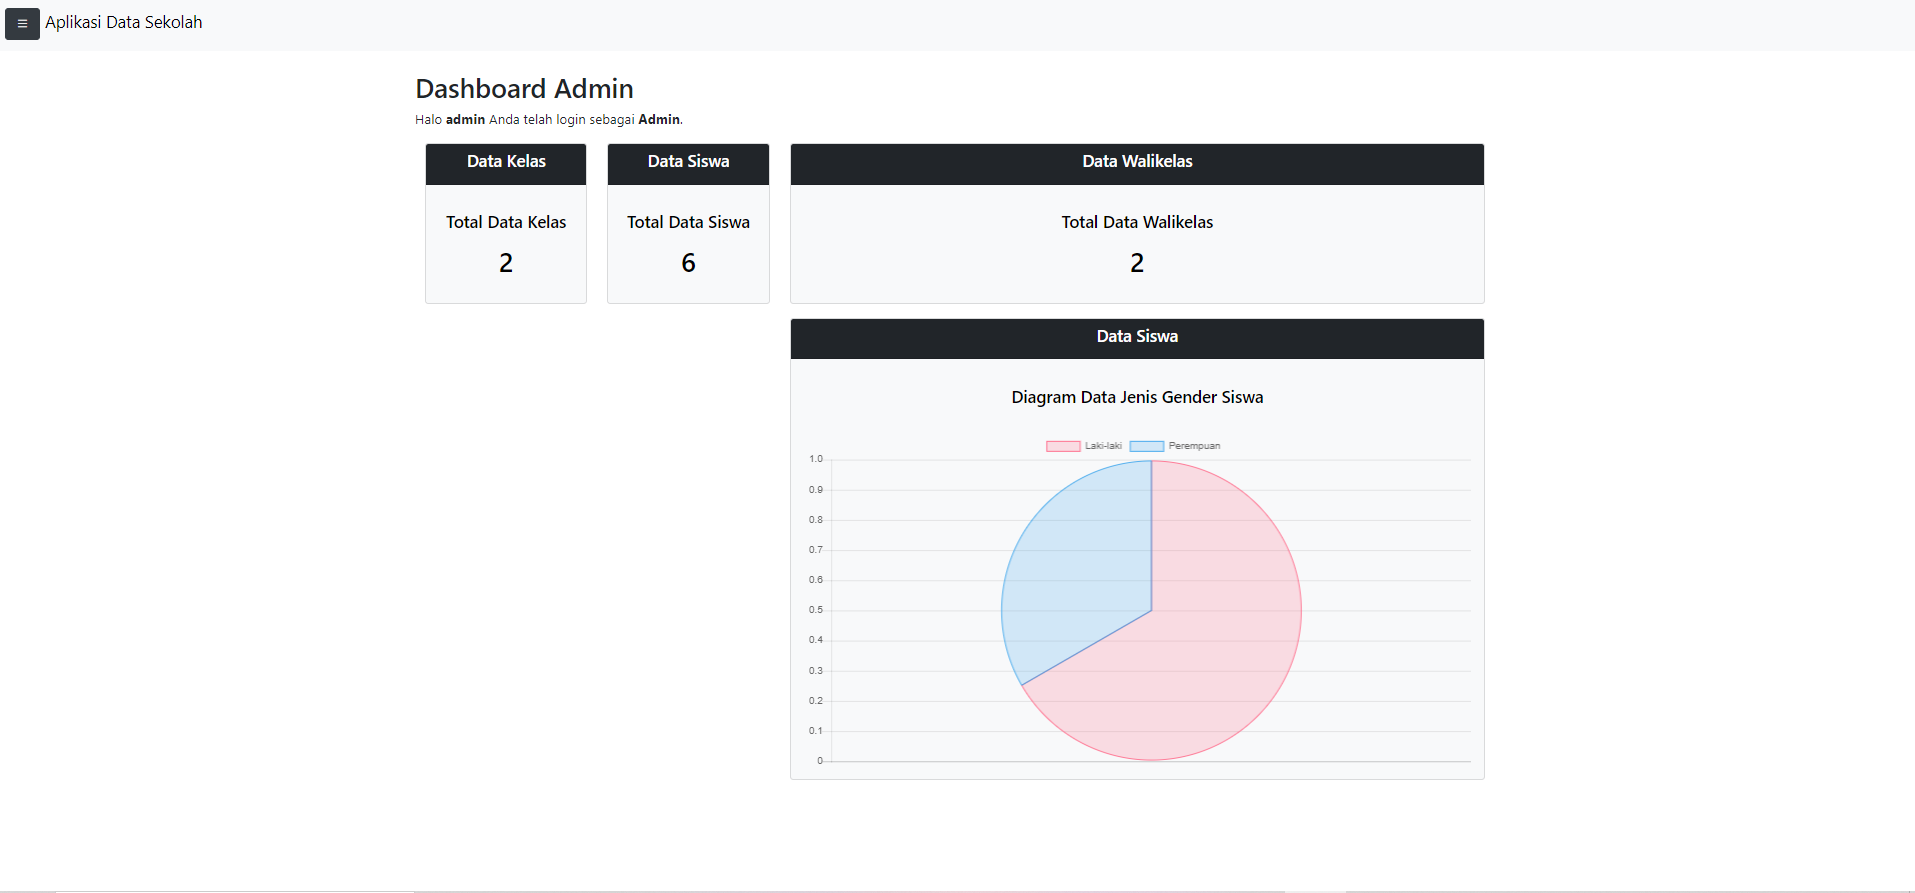 ≡ Aplikasi Data Sekolah
Dashboard Admin
Halo admin Anda telah login sebagai Admin.
Data Kelas
Total Data Kelas
2
Data Siswa
Total Data Siswa
6
Data Walikelas
Total Data Walikelas
2
Data Siswa
Diagram Data Jenis Gender Siswa
Laki-laki Perempuan
1.0
0.9
0.8
0.7
0.6
0.5
0.4
0.3
0.2
0.1
0